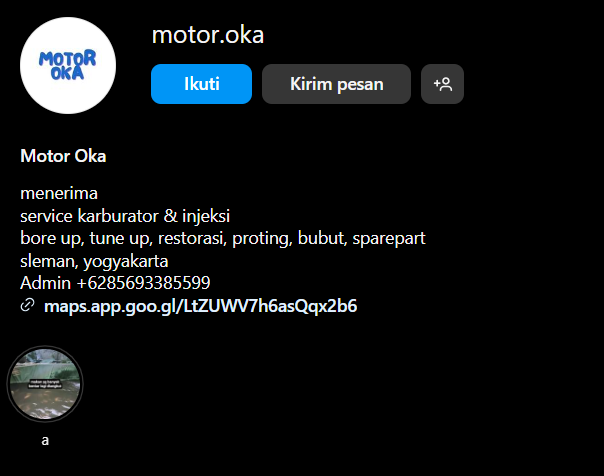 MOTOR
OKA
motor.oka
Ikuti
Kirim pesan
Motor Oka
menerima
service karburator & injeksi
bore up, tune up, restorasi, proting, bubut, sparepart
sleman, yogyakarta
Admin +6285693385599
maps.app.goo.gl/LtZUWV7h6asQqx2b6
a